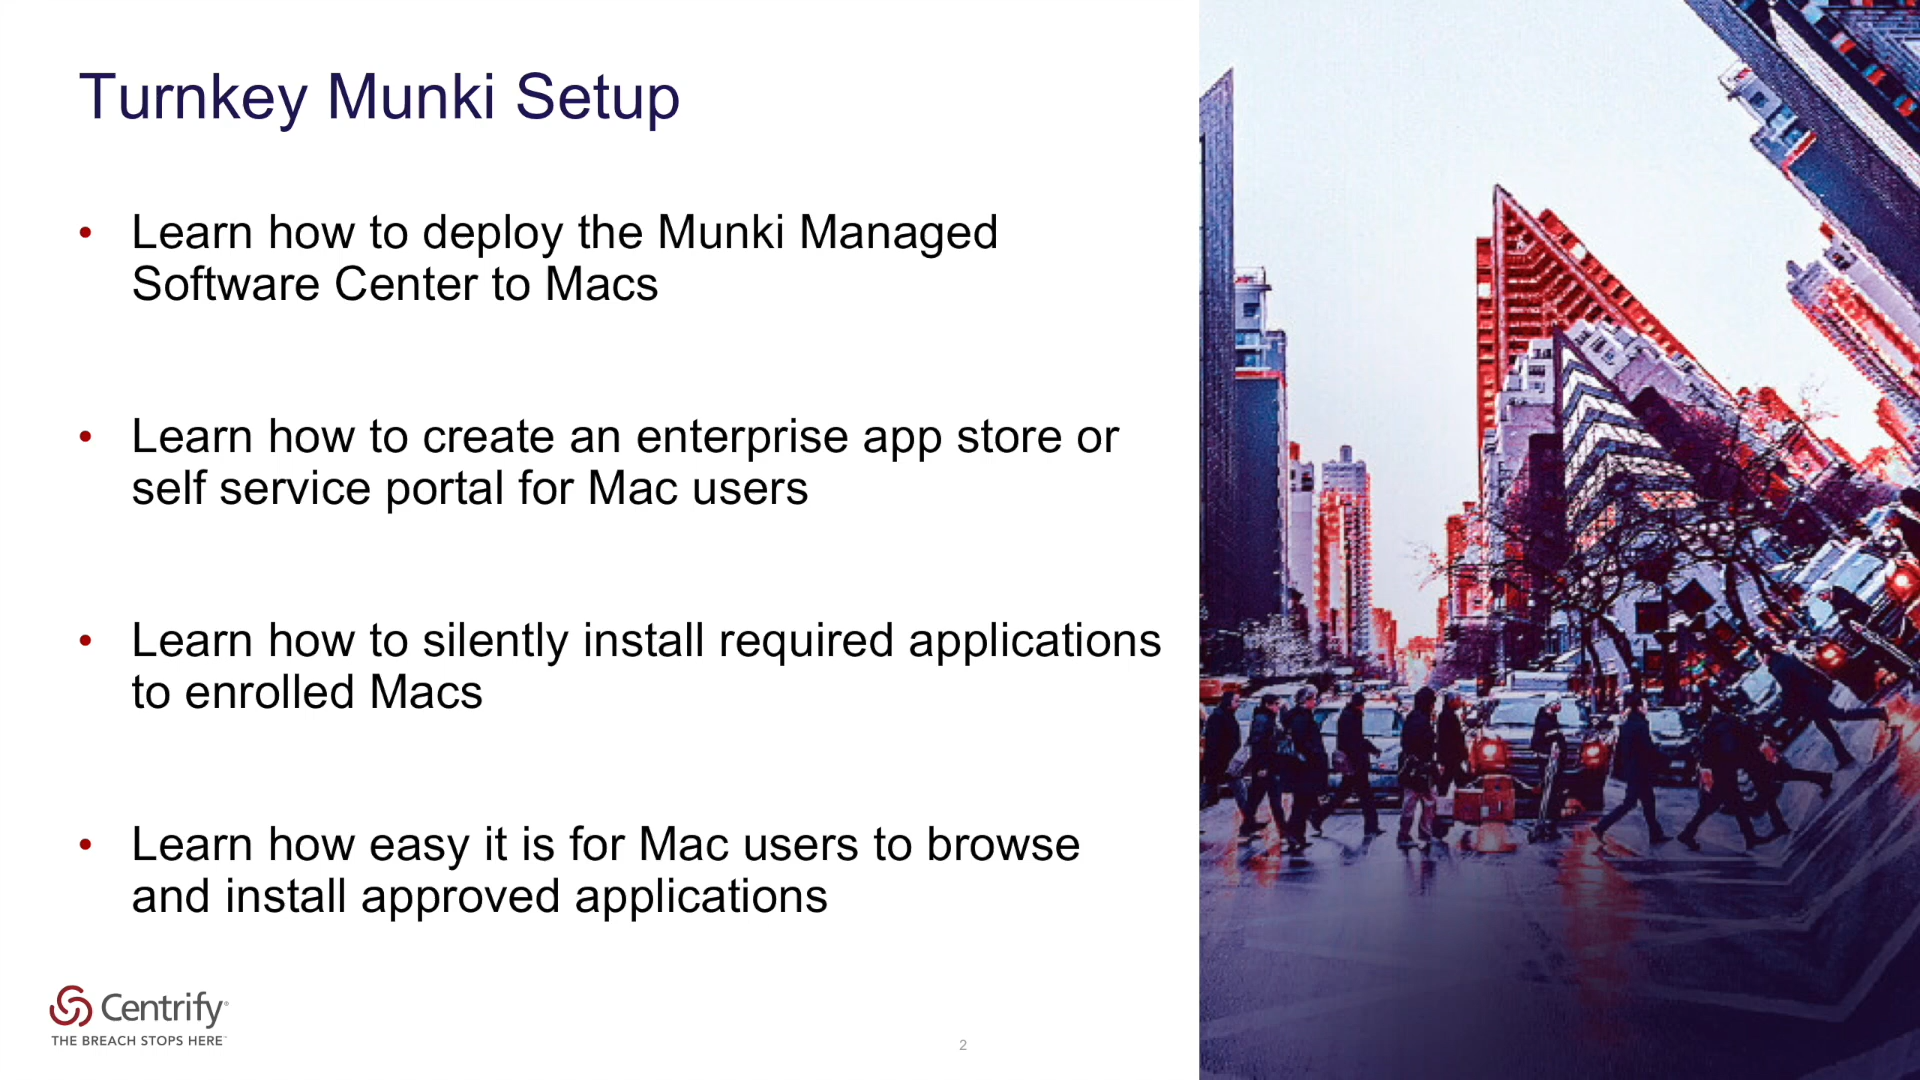 Turnkey Munki Setup
• Learn how to deploy the Munki Managed
Software Center to Macs
• Learn how to create an enterprise app store or
self service portal for Mac users
• Learn how to silently install required applications
to enrolled Macs
• Learn how easy it is for Mac users to browse
and install approved applications
Centrify®
THE BREACH STOPS HERE™
2